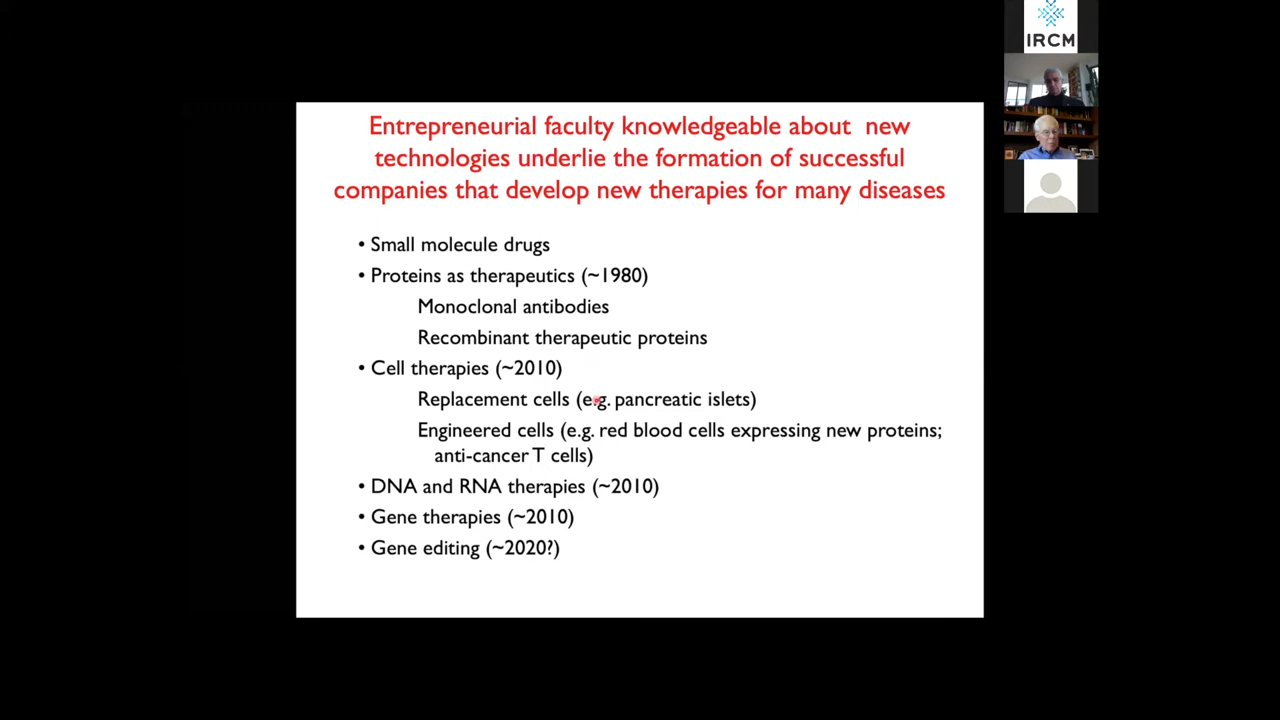 IRCM
Entrepreneurial faculty knowledgeable about new
technologies underlie the formation of successful
companies that develop new therapies for many diseases
• Small molecule drugs
• Proteins as therapeutics (~1980)
Monoclonal antibodies
Recombinant therapeutic proteins
• Cell therapies (~2010)
Replacement cells (e.g. pancreatic islets)
Engineered cells (e.g. red blood cells expressing new proteins;
anti-cancer T cells)
• DNA and RNA therapies (~2010)
• Gene therapies (~2010)
• Gene editing (~2020?)